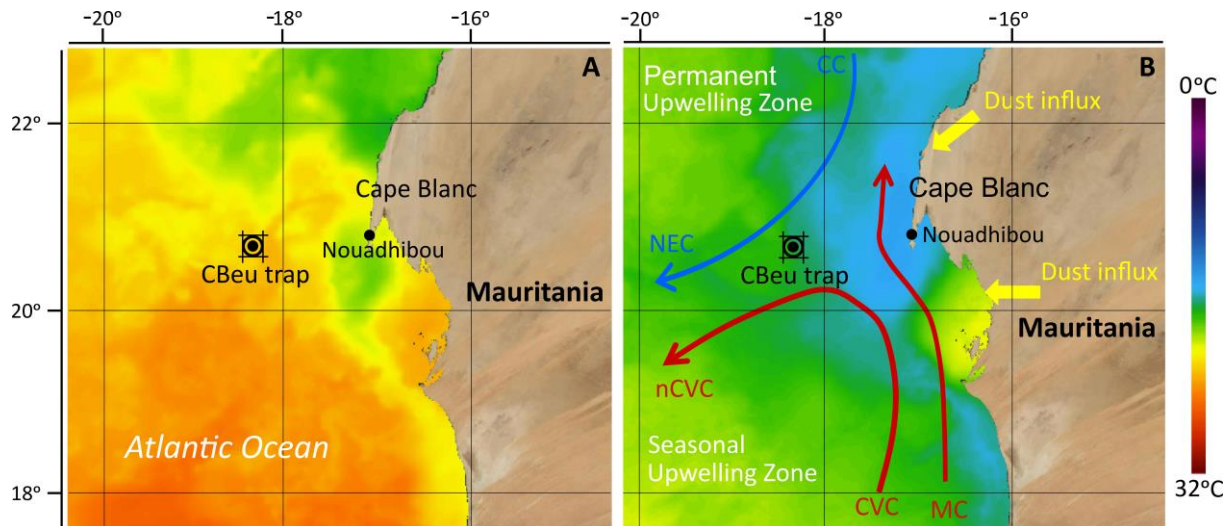 -20° -18° -16°
A
22°
Cape Blanc
Nouadhibou
CBeu trap
Mauritania
20°
Atlantic Ocean
18°
-20° -18° -16°
B
Permanent
Upwelling Zone
CC
Dust influx
Cape Blanc
NEC
Nouadhibou
CBeu trap
Dust influx
Mauritania
nCVC
Seasonal
Upwelling Zone
CVC
MC
0°C
32°C